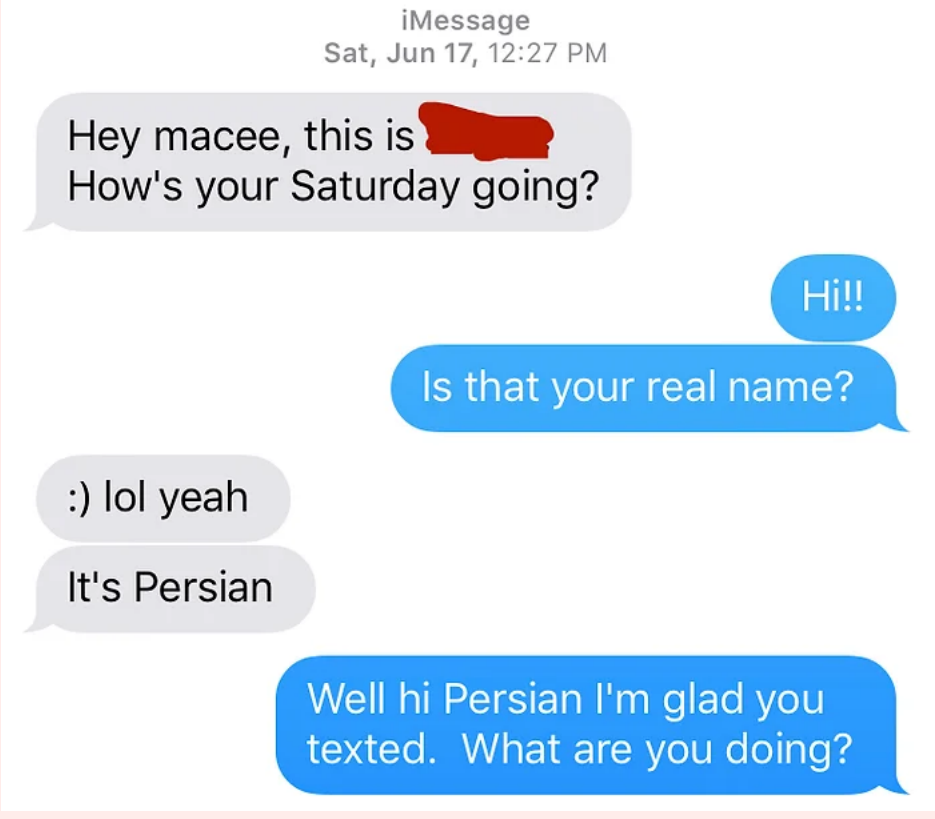 iMessage
Sat, Jun 17, 12:27 PM
Hey macee, this is
How's your Saturday going?
Hi!!
Is that your real name?
:) lol yeah
It's Persian
Well hi Persian I'm glad you
texted.  What are you doing?